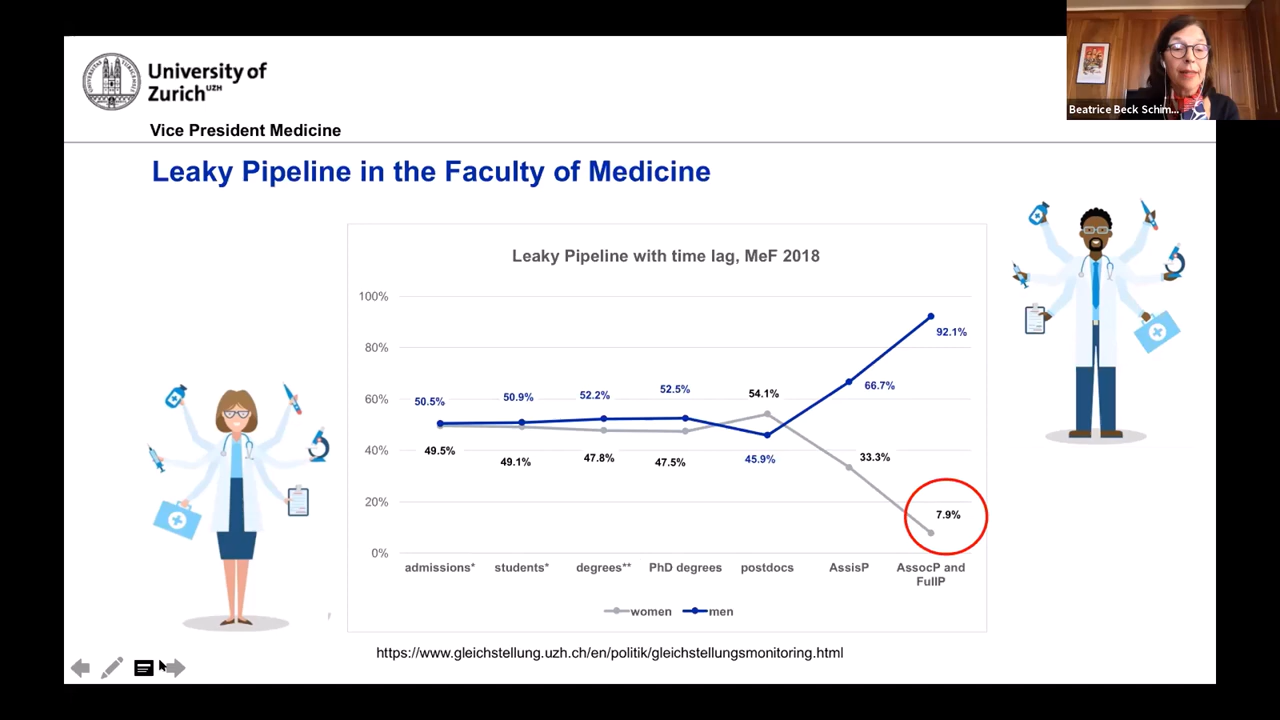 University of
Zurich UZH
Vice President Medicine
Beatrice Beck Schim...
Leaky Pipeline in the Faculty of Medicine
Leaky Pipeline with time lag, MeF 2018
100%
80%
60%
40%
20%
0%
50.5%
50.9%
52.2%
52.5%
54.1%
66.7%
92.1%
49.5%
49.1%
47.8%
47.5%
45.9%
33.3%
7.9%
admissions*
students*
degrees**
PhD degrees
postdocs
AssisP
AssocP and
FullP
women
men
https://www.gleichstellung.uzh.ch/en/politik/gleichstellungsmonitoring.html